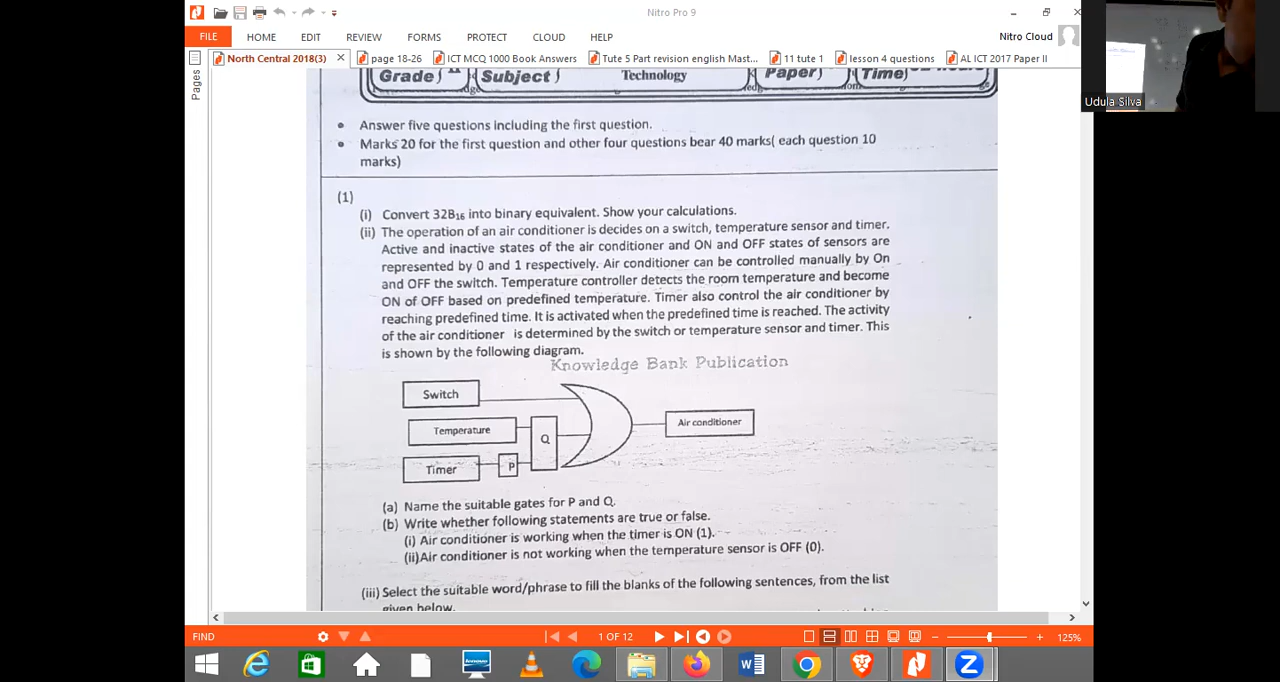 Nitro Pro 9
FILE HOME EDIT REVIEW FORMS PROTECT CLOUD HELP Nitro Cloud
North Central 2018(3) page 18-26 ICT MCQ 1000 Book Answers Tute 5 Part revision english Mast... 11 tute 1 lesson 4 questions AL ICT 2017 Paper II
Pages
Udula Silva
Grade Subject Technology Paper Time
• Answer five questions including the first question.
• Marks 20 for the first question and other four questions bear 40 marks( each question 10
marks)
(1)
(i) Convert 32B₁₆ into binary equivalent. Show your calculations.
(ii) The operation of an air conditioner is decides on a switch, temperature sensor and timer.
Active and inactive states of the air conditioner and ON and OFF states of sensors are
represented by 0 and 1 respectively. Air conditioner can be controlled manually by On
and OFF the switch. Temperature controller detects the room temperature and become
ON of OFF based on predefined temperature. Timer also control the air conditioner by
reaching predefined time. It is activated when the predefined time is reached. The activity
of the air conditioner is determined by the switch or temperature sensor and timer. This
is shown by the following diagram.
Knowledge Bank Publication
Switch
Temperature
Q
Air conditioner
Timer
P
(a) Name the suitable gates for P and Q.
(b) Write whether following statements are true or false.
(i) Air conditioner is working when the timer is ON (1).
(ii)Air conditioner is not working when the temperature sensor is OFF (0).
(iii) Select the suitable word/phrase to fill the blanks of the following sentences, from the list
given below.
FIND 1 OF 12 125%